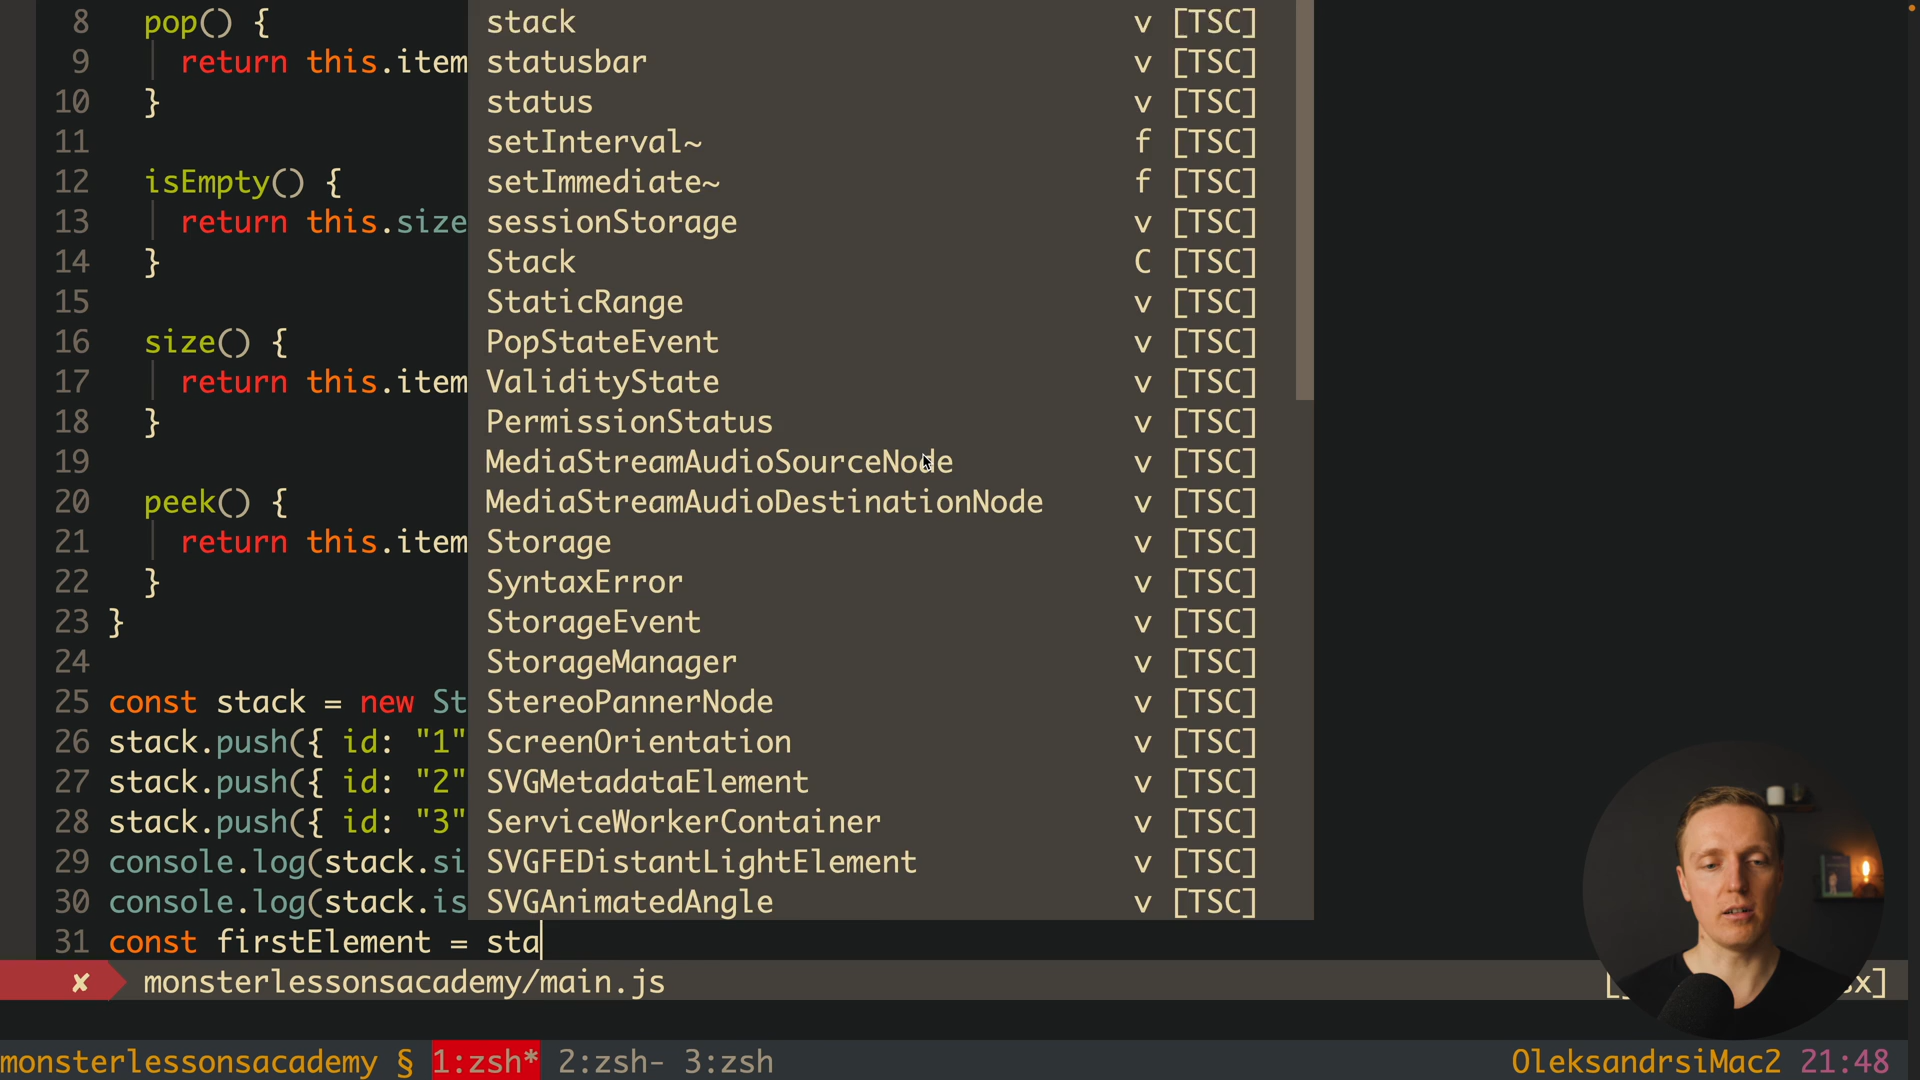 8 pop() { stack v [TSC]
9 return this.item statusbar v [TSC]
10 } status v [TSC]
11 setInterval~ f [TSC]
12 isEmpty() { setImmediate~ f [TSC]
13 return this.size sessionStorage v [TSC]
14 } Stack C [TSC]
15 StaticRange v [TSC]
16 size() { PopStateEvent v [TSC]
17 return this.item ValidityState v [TSC]
18 } PermissionStatus v [TSC]
19 MediaStreamAudioSourceNode v [TSC]
20 peek() { MediaStreamAudioDestinationNode v [TSC]
21 return this.item Storage v [TSC]
22 } SyntaxError v [TSC]
23 } StorageEvent v [TSC]
24 StorageManager v [TSC]
25 const stack = new St StereoPannerNode v [TSC]
26 stack.push({ id: "1" ScreenOrientation v [TSC]
27 stack.push({ id: "2" SVGMetadataElement v [TSC]
28 stack.push({ id: "3" ServiceWorkerContainer v [TSC]
29 console.log(stack.si SVGFEDistantLightElement v [TSC]
30 console.log(stack.is SVGAnimatedAngle v [TSC]
31 const firstElement = sta
✘ monsterlessonsacademy/main.js x]
monsterlessonsacademy § 1:zsh* 2:zsh- 3:zsh OleksandrsiMac2 21:48